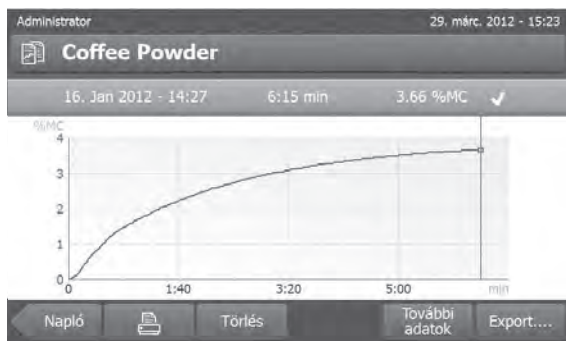 Administrator 29. márc. 2012 - 15:23
Coffee Powder
16. Jan 2012 - 14:27 6:15 min 3.66 %MC
%MC
4
3
2
1
0
0 1:40 3:20 5:00 min
Napló Törlés További adatok Export....